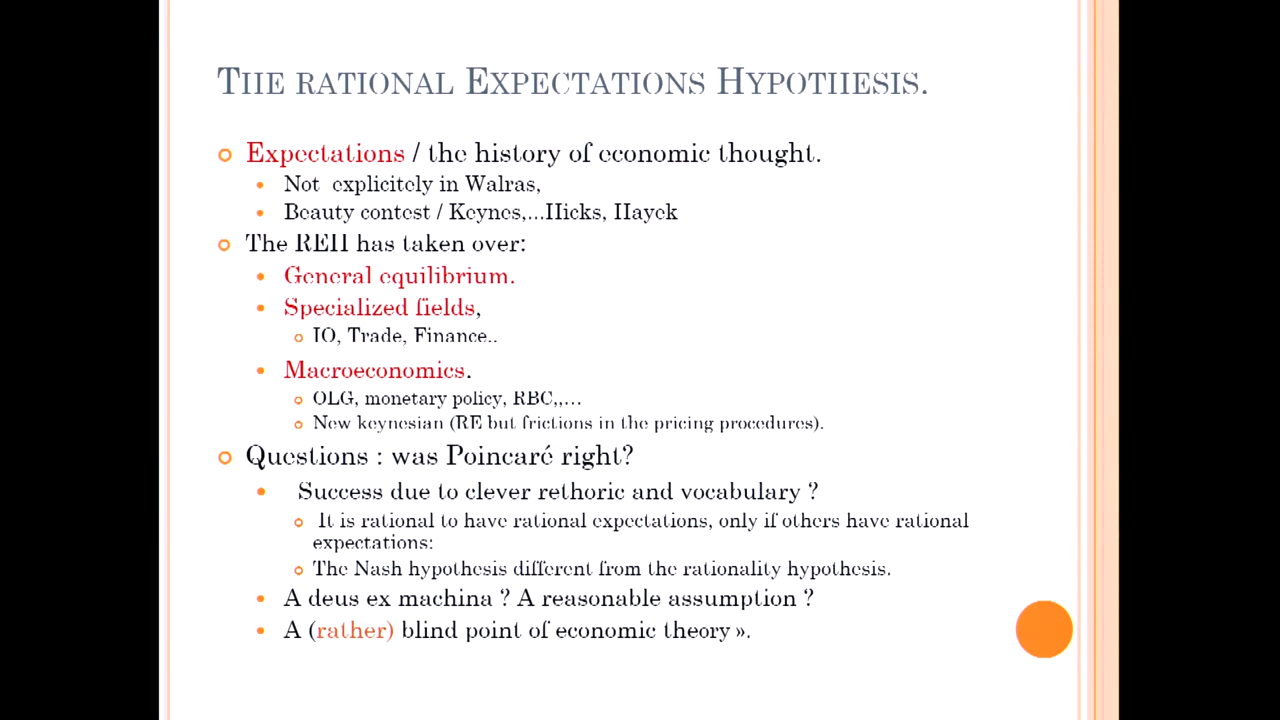 The rational Expectations Hypothesis.
Expectations / the history of economic thought.
Not explicitely in Walras,
Beauty contest / Keynes,...Hicks, Hayek
The REH has taken over:
General equilibrium.
Specialized fields,
IO, Trade, Finance..
Macroeconomics.
OLG, monetary policy, RBC,,...
New keynesian (RE but frictions in the pricing procedures).
Questions : was Poincaré right?
Success due to clever rethoric and vocabulary ?
It is rational to have rational expectations, only if others have rational
expectations:
The Nash hypothesis different from the rationality hypothesis.
A deus ex machina ? A reasonable assumption ?
A (rather) blind point of economic theory ».